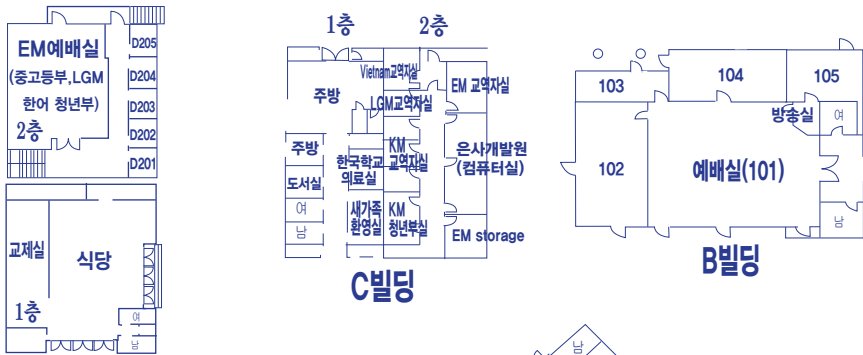 EM예배실
(중고등부,LGM
한어 청년부)
2층
D205
D204
D203
D202
D201
교제실
식당
1층
여
남
1층
2층
주방
Vietnam교역자실
EM 교역자실
LGM교역자실
주방
한국학교
의료실
KM
교역자실
은사개발원
(컴퓨터실)
도서실
여
남
새가족
환영실
KM
청년부실
EM storage
C빌딩
103
104
105
방송실
여
102
예배실(101)
남
B빌딩
남